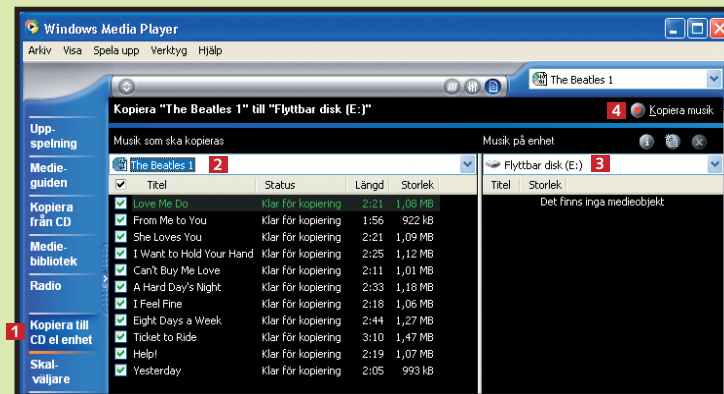 Windows Media Player
Arkiv Visa Spela upp Verktyg Hjälp
The Beatles 1
Kopiera "The Beatles 1" till "Flyttbar disk (E:)"
4 Kopiera musik
Upp-
spelning
Medie-
guiden
Kopiera
från CD
Medie-
bibliotek
Radio
1 Kopiera till
CD el enhet
Skal-
väljare
Musik som ska kopieras
The Beatles 1 2
Titel Status Längd Storlek
Love Me Do Klar för kopiering 2:21 1,08 MB
From Me to You Klar för kopiering 1:56 922 kB
She Loves You Klar för kopiering 2:21 1,09 MB
I Want to Hold Your Hand Klar för kopiering 2:25 1,12 MB
Can't Buy Me Love Klar för kopiering 2:11 1,01 MB
A Hard Day's Night Klar för kopiering 2:33 1,18 MB
I Feel Fine Klar för kopiering 2:18 1,06 MB
Eight Days a Week Klar för kopiering 2:44 1,27 MB
Ticket to Ride Klar för kopiering 3:10 1,47 MB
Help! Klar för kopiering 2:19 1,07 MB
Yesterday Klar för kopiering 2:05 993 kB
Musik på enhet
Flyttbar disk (E:) 3
Titel Storlek
Det finns inga medieobjekt